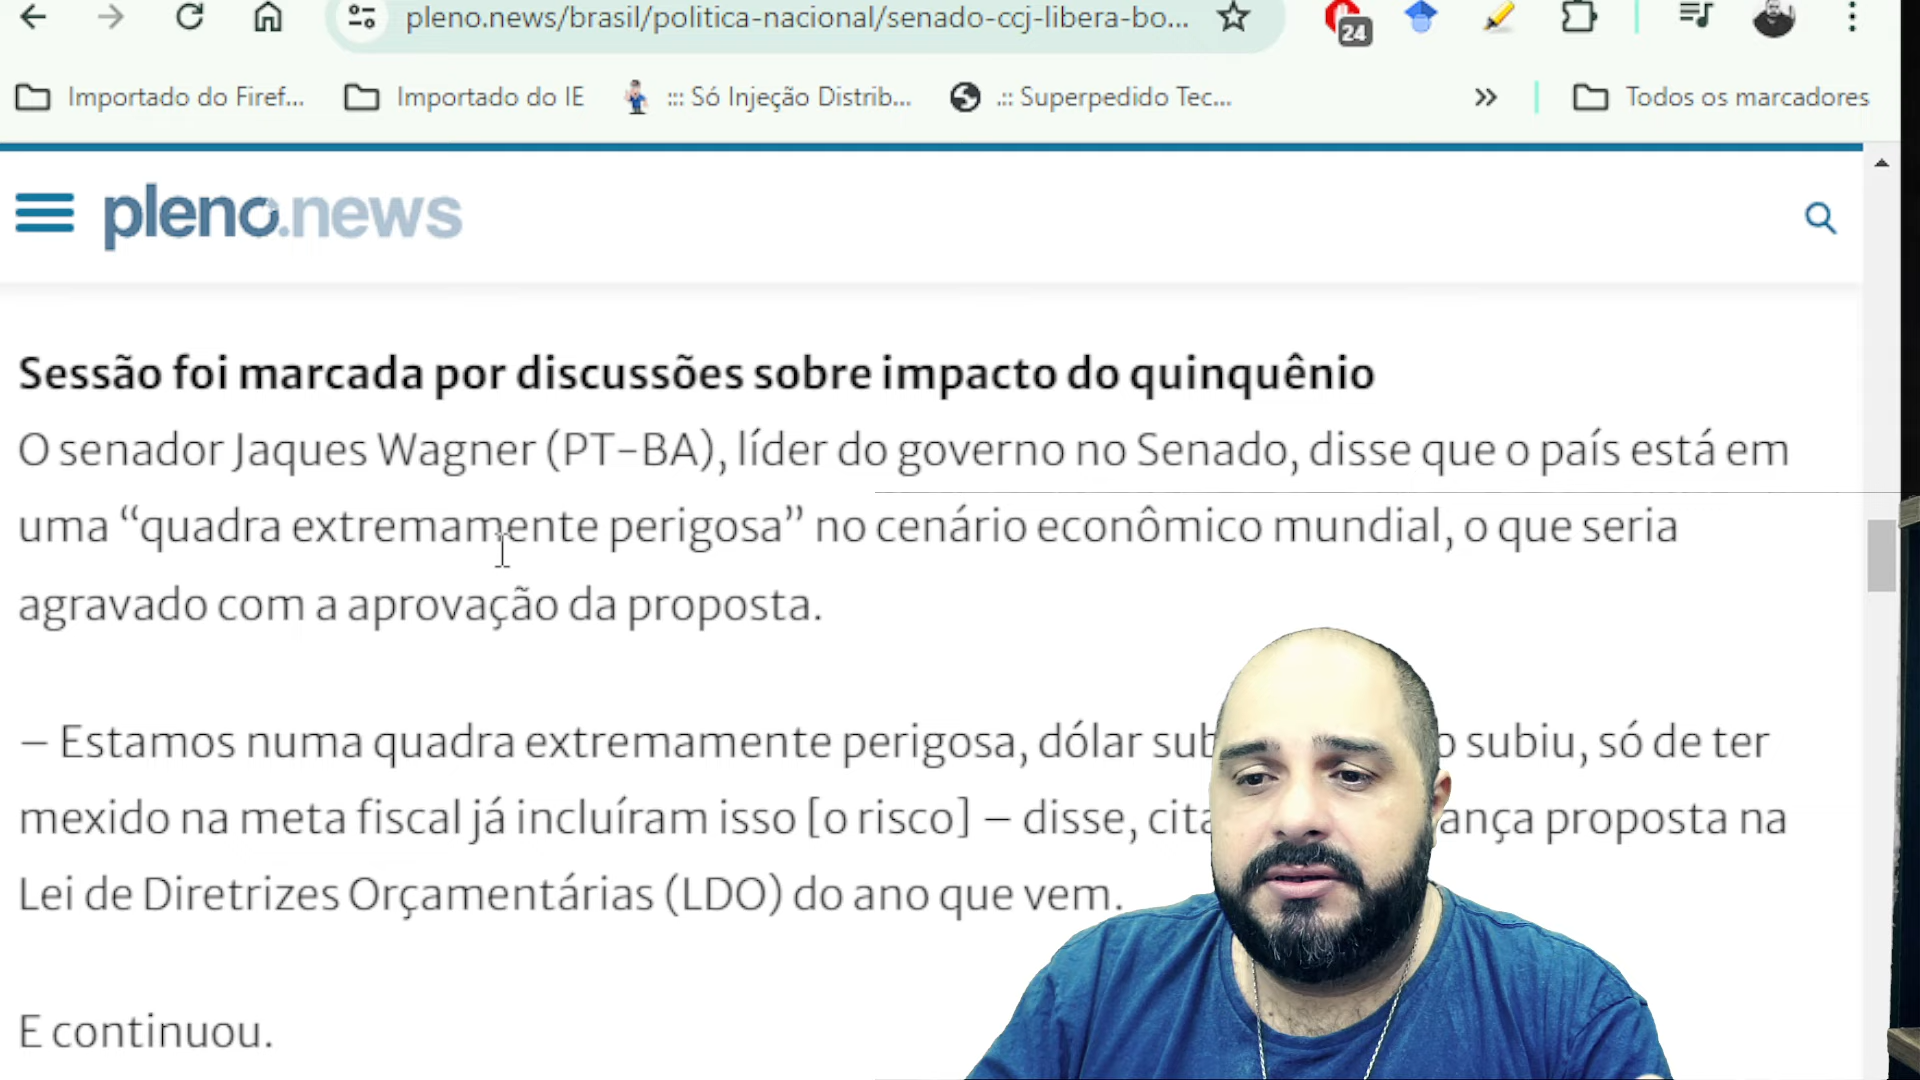 pleno.news/brasil/politica-nacional/senado-ccj-libera-bo...
24
Importado do Firef...
Importado do IE
::: Só Injeção Distrib...
.:: Superpedido Tec...
Todos os marcadores
pleno.news
Sessão foi marcada por discussões sobre impacto do quinquênio
O senador Jaques Wagner (PT-BA), líder do governo no Senado, disse que o país está em
uma “quadra extremamente perigosa” no cenário econômico mundial, o que seria
agravado com a aprovação da proposta.
– Estamos numa quadra extremamente perigosa, dólar subiu, só de ter
mexido na meta fiscal já incluíram isso [o risco] – disse, proposta na
Lei de Diretrizes Orçamentárias (LDO) do ano que vem.
E continuou.